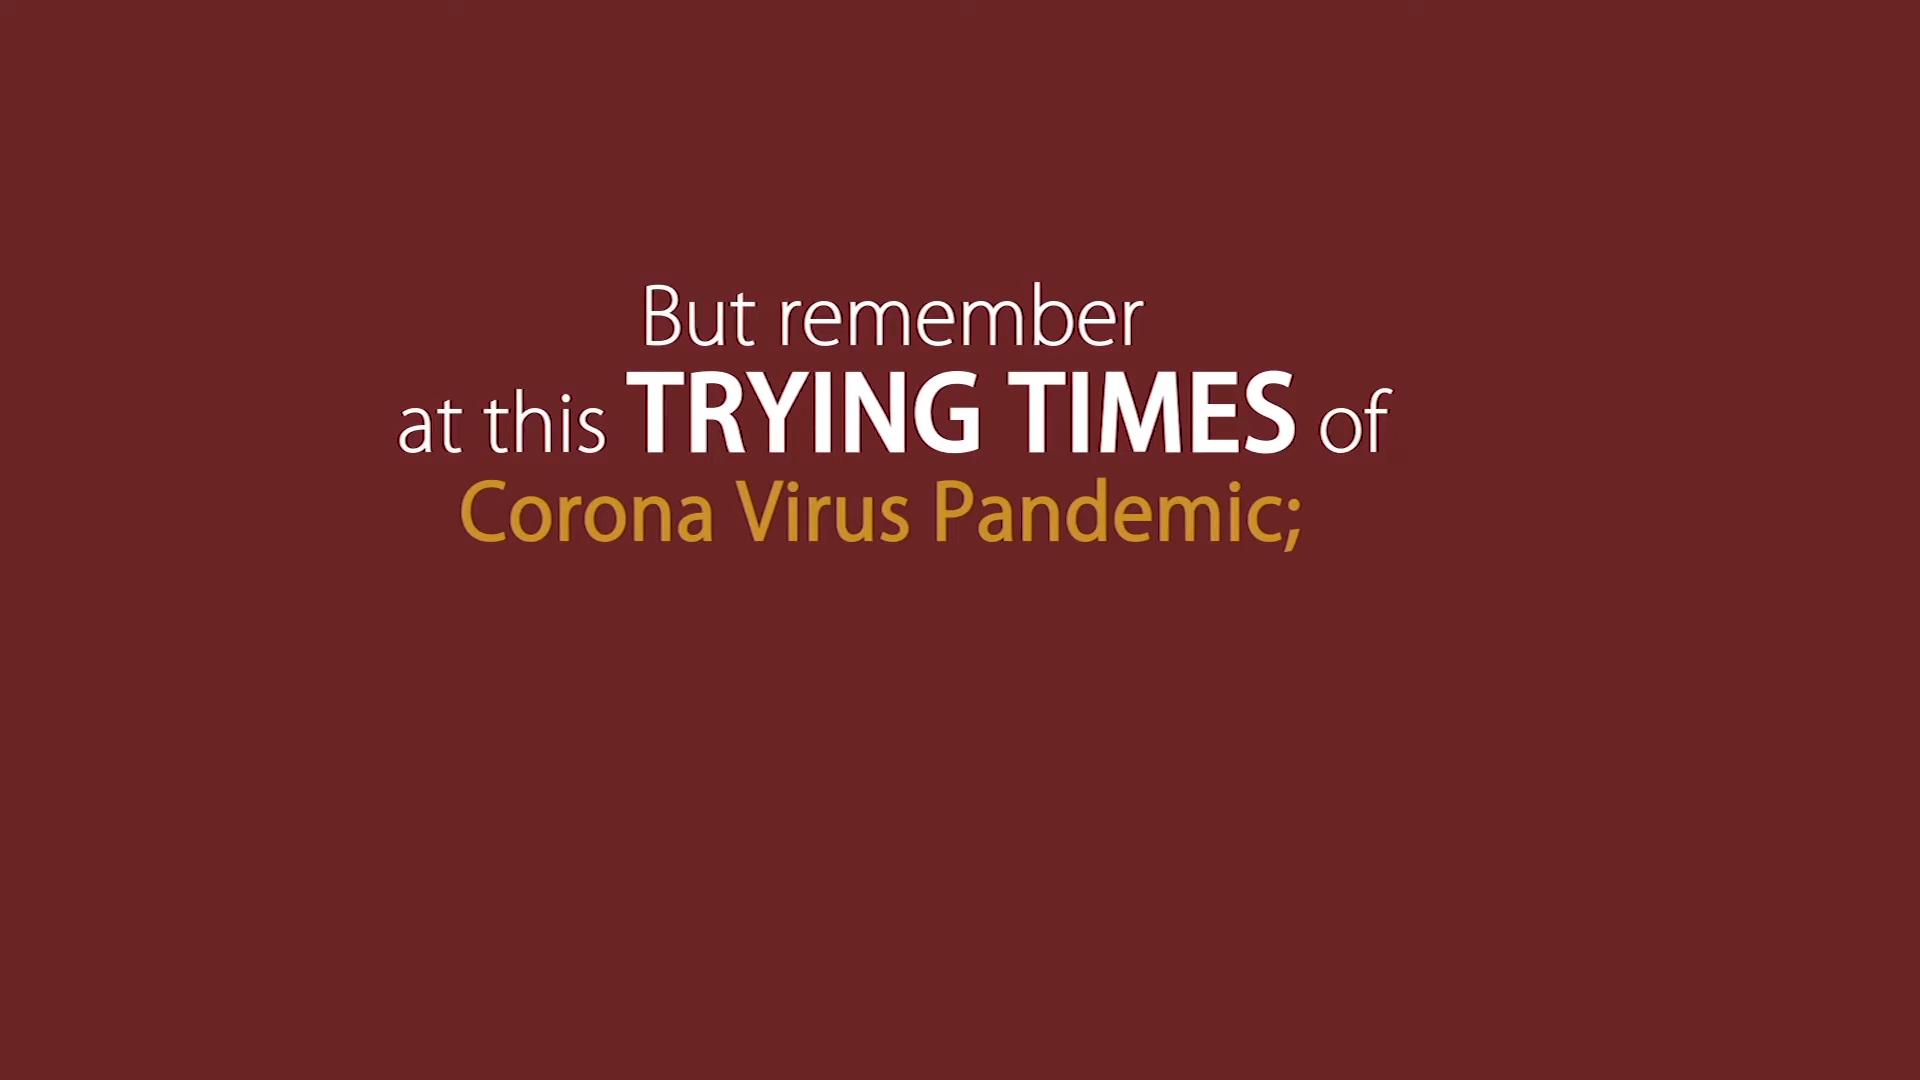 But remember
at this TRYING TIMES of
Corona Virus Pandemic;